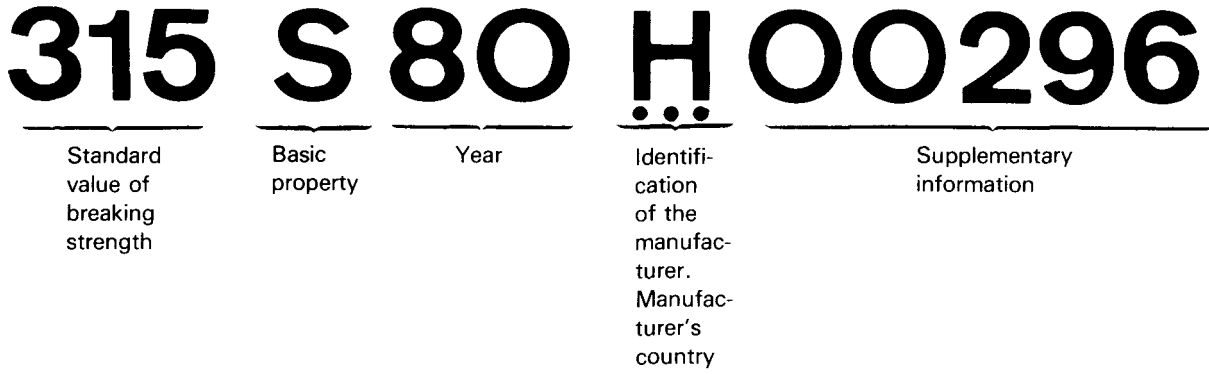 315 S 80 H 00296
Standard
value of
breaking
strength
Basic
property
Year
Identifi-
cation
of the
manufac-
turer.
Manufac-
turer's
country
Supplementary
information